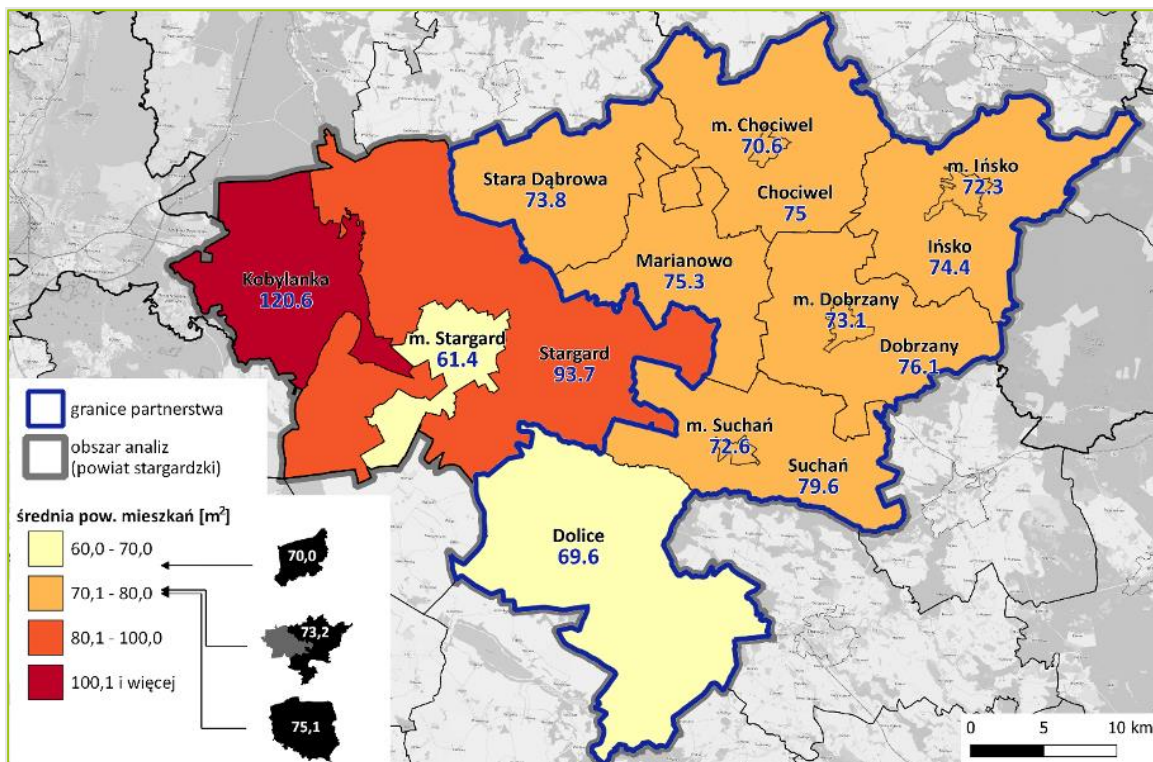 m. Chociwel
70.6
Stara Dąbrowa
73.8
m. Ińsko
72.3
Chociwel
75
Marianowo
75.3
Ińsko
74.4
Kobylanka
120.6
m. Dobrzany
73.1
m. Stargard
61.4
Stargard
93.7
Dobrzany
76.1
m. Suchań
72.6
Suchań
79.6
Dolice
69.6
granice partnerstwa
obszar analiz
(powiat stargardzki)
średnia pow. mieszkań [m²]
60,0 - 70,0
70,1 - 80,0
80,1 - 100,0
100,1 i więcej
70,0
73,2
75,1
0 5 10 km